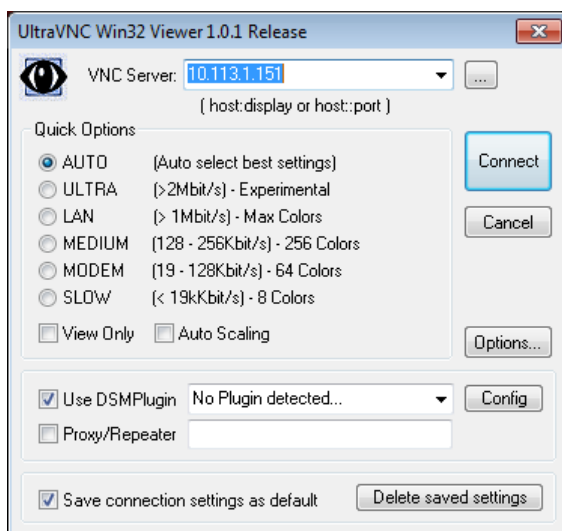 UltraVNC Win32 Viewer 1.0.1 Release
VNC Server: 10.113.1.151 ...
( host:display or host::port )
Quick Options
AUTO (Auto select best settings)
ULTRA (>2Mbit/s) - Experimental
LAN (> 1Mbit/s) - Max Colors
MEDIUM (128 - 256Kbit/s) - 256 Colors
MODEM (19 - 128Kbit/s) - 64 Colors
SLOW (< 19kKbit/s) - 8 Colors
View Only Auto Scaling
Connect
Cancel
Options...
Use DSMPlugin No Plugin detected... Config
Proxy/Repeater
Save connection settings as default Delete saved settings